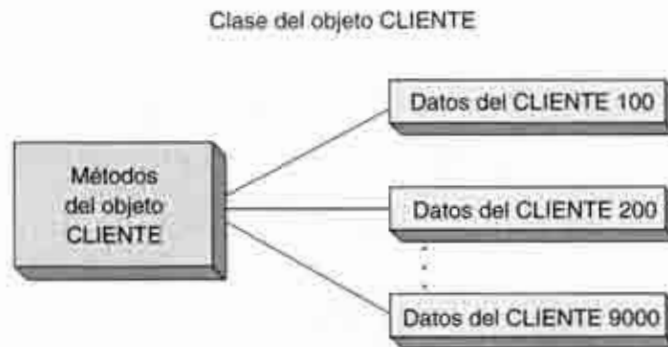 Clase del objeto CLIENTE
Métodos
del objeto
CLIENTE
Datos del CLIENTE 100
Datos del CLIENTE 200
Datos del CLIENTE 9000